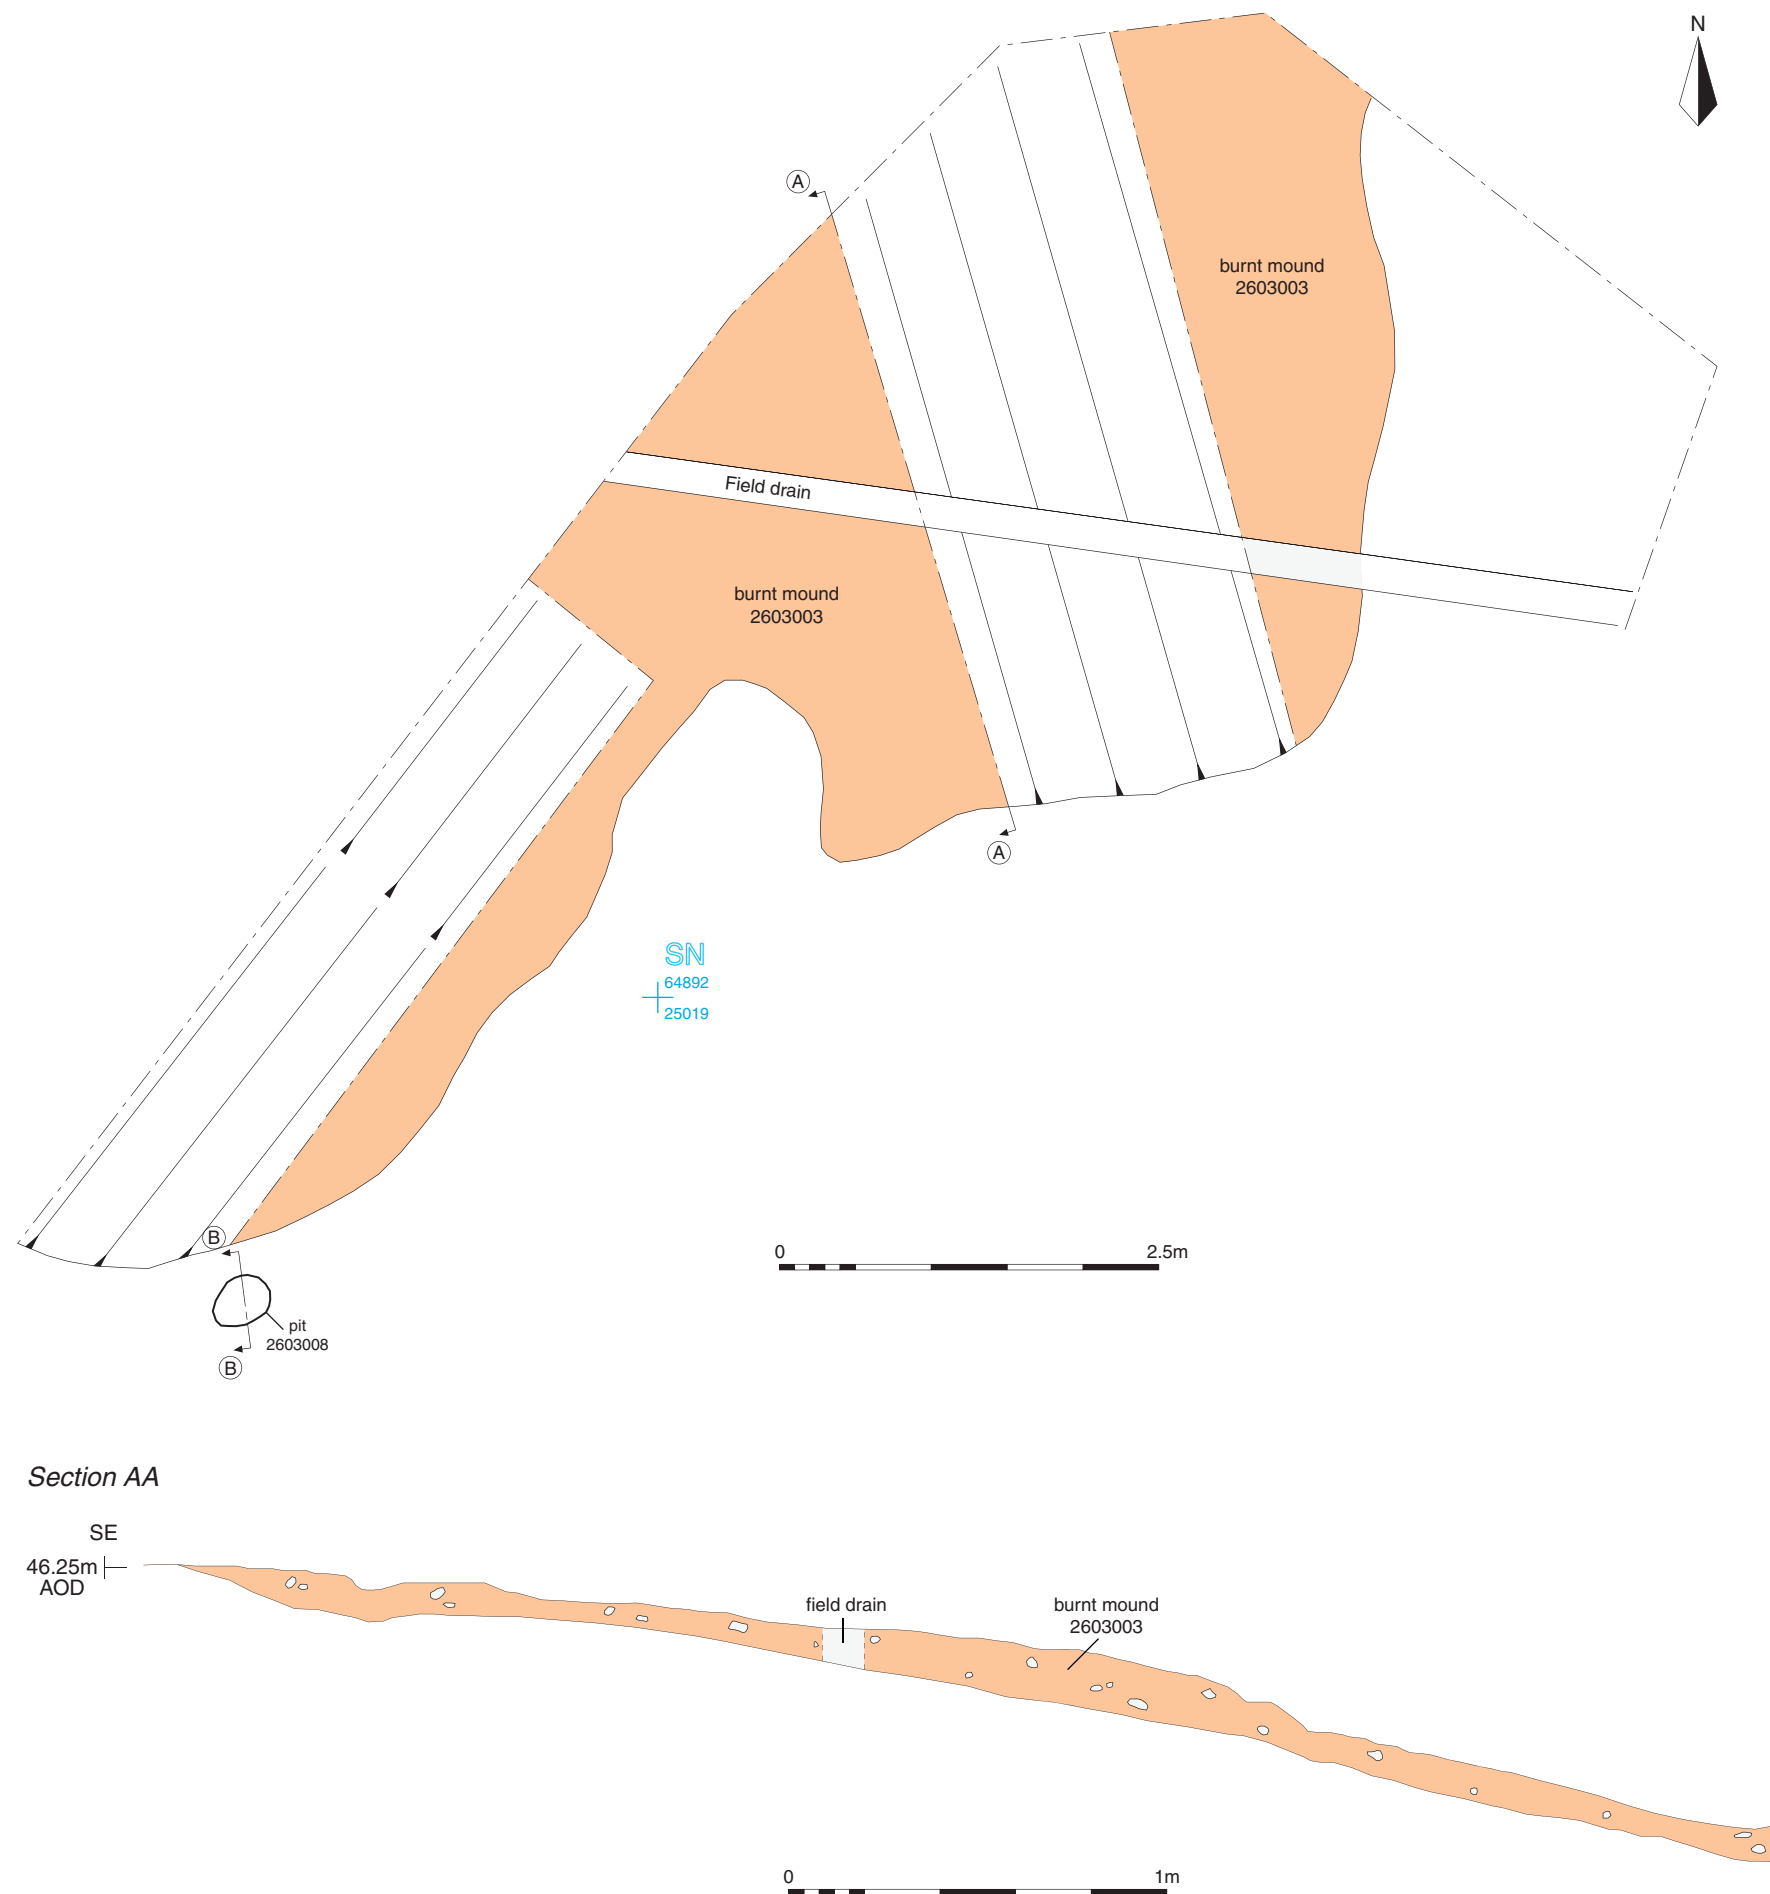 N
A
burnt mound
2603003
Field drain
burnt mound
2603003
A
SN
64892
25019
B
0 2.5m
pit
2603008
B
Section AA
SE
46.25m
AOD
field drain
burnt mound
2603003
0 1m